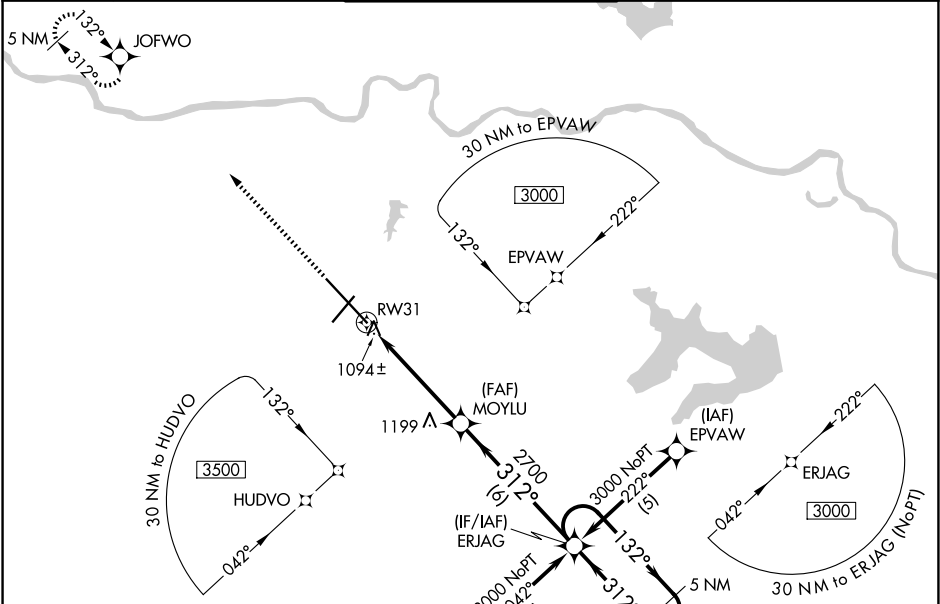 132°
5 NM
JOFWO
312°
30 NM to EPVAW
3000
222°
132°
EPVAW
RW31
1094±
30 NM to HUDVO
132°
3500
HUDVO
042°
(FAF)
MOYLU
1199
2700
312°
(6)
(IAF)
EPVAW
3000 NoPT
222°
(5)
(IF/IAF)
ERJAG
132°
5 NM
312°
3000 NoPT
042°
222°
ERJAG
042°
3000
30 NM to ERJAG (NoPT)